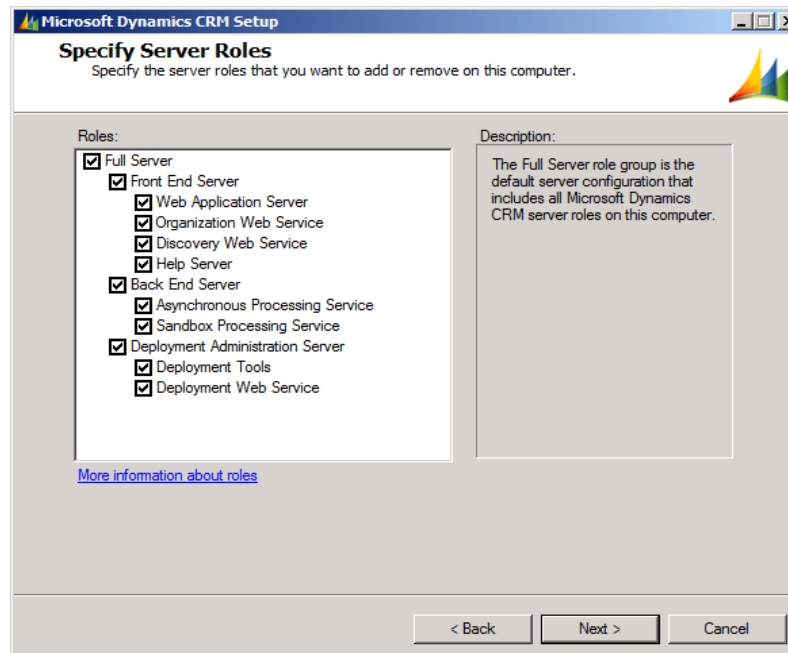 Microsoft Dynamics CRM Setup
Specify Server Roles
Specify the server roles that you want to add or remove on this computer.
Roles:
Full Server
Front End Server
Web Application Server
Organization Web Service
Discovery Web Service
Help Server
Back End Server
Asynchronous Processing Service
Sandbox Processing Service
Deployment Administration Server
Deployment Tools
Deployment Web Service
More information about roles
Description:
The Full Server role group is the
default server configuration that
includes all Microsoft Dynamics
CRM server roles on this computer.
< Back
Next >
Cancel